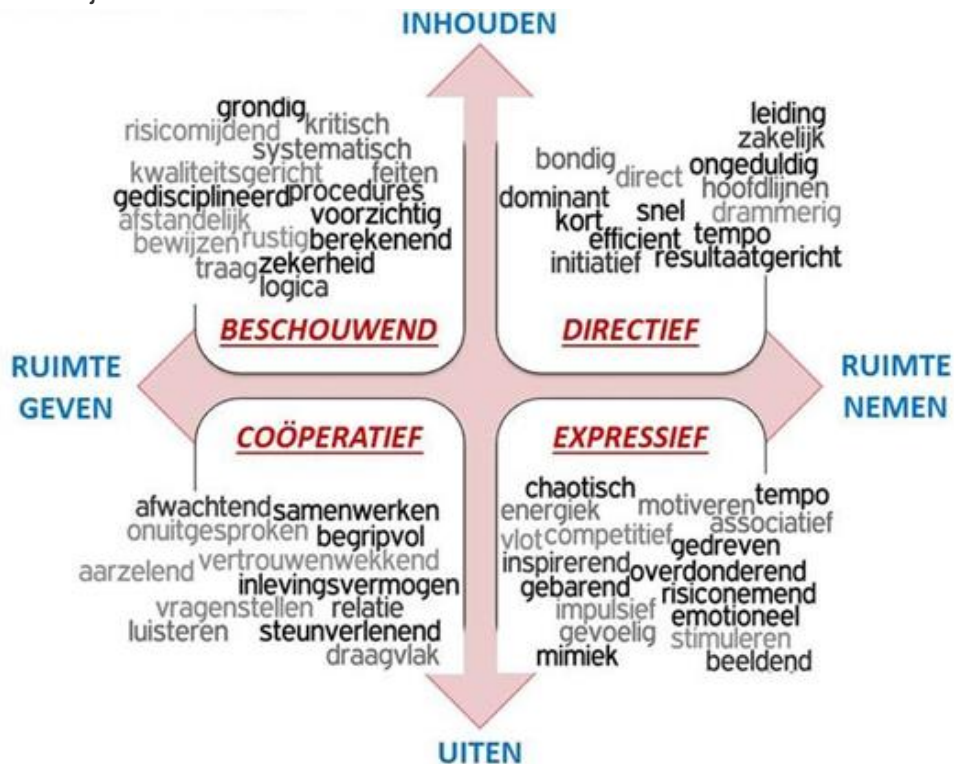 INHOUDEN
grondig
risicomijdend kritisch
systematisch
kwaliteitsgericht feiten
gedisciplineerd procedures
afstandelijk voorzichtig
bewijzen rustig berekenend
traag zekerheid
logica
BESCHOUWEND
leiding
zakelijk
bondig direct ongeduldig
hoofdlijnen
dominant kort snel drammerig
efficient tempo
initiatief resultaatgericht
DIRECTIEF
RUIMTE
GEVEN
RUIMTE
NEMEN
COÖPERATIEF
afwachtend samenwerken
onuitgesproken begripvol
vertrouwenwekkend
aarzelend
inlevingsvermogen
vragenstellen relatie
luisteren steunverlenend
draagvlak
EXPRESSIEF
chaotisch
energiek motiveren tempo
associatief
vlot competitief gedreven
inspirerend overdonderend
gebarend risiconemend
impulsief emotioneel
gevoelig stimuleren
mimiek beeldend
UITEN